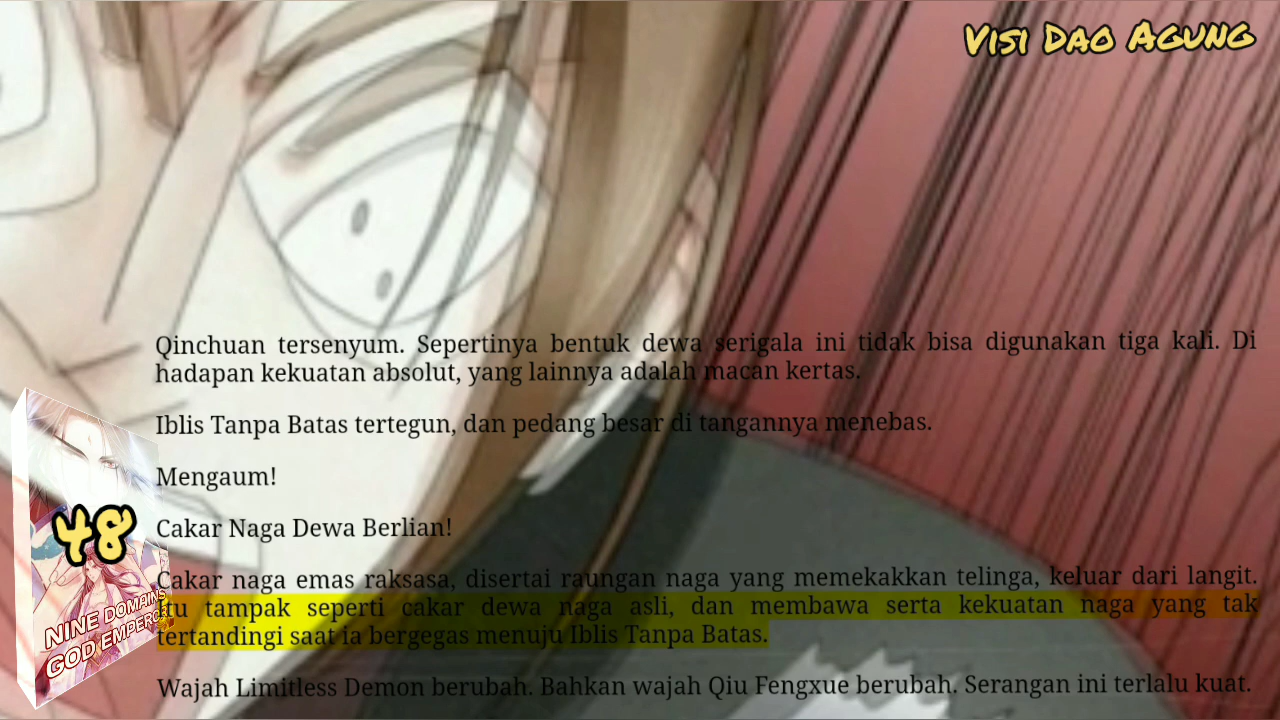 Visi Dao Agung
Qinchuan tersenyum. Sepertinya bentuk dewa serigala ini tidak bisa digunakan tiga kali. Di
hadapan kekuatan absolut, yang lainnya adalah macan kertas.
Iblis Tanpa Batas tertegun, dan pedang besar di tangannya menebas.
Mengaum!
Cakar Naga Dewa Berlian!
Cakar naga emas raksasa, disertai raungan naga yang memekakkan telinga, keluar dari langit.
Itu tampak seperti cakar dewa naga asli, dan membawa serta kekuatan naga yang tak
tertandingi saat ia bergegas menuju Iblis Tanpa Batas.
Wajah Limitless Demon berubah. Bahkan wajah Qiu Fengxue berubah. Serangan ini terlalu kuat.
48
NINE DOMAINS
GOD EMPEROR